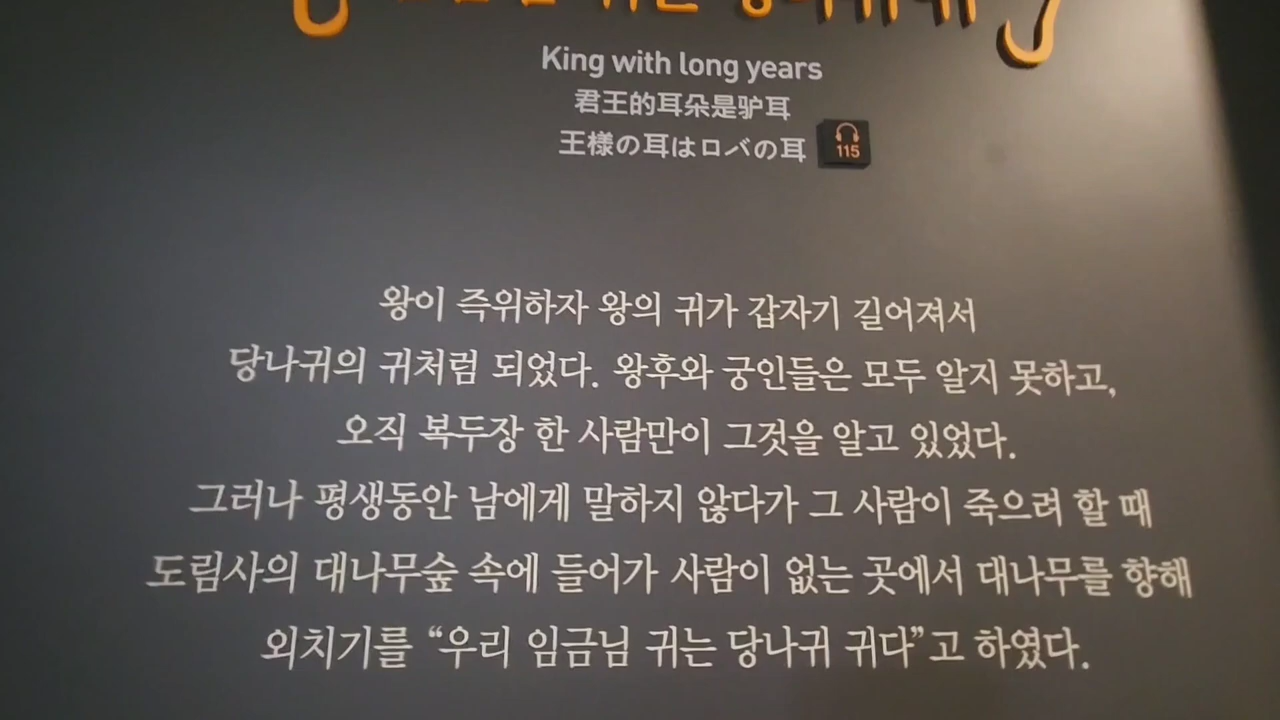 King with long years
君王的耳朵是驴耳
王様の耳はロバの耳
115
왕이 즉위하자 왕의 귀가 갑자기 길어져서
당나귀의 귀처럼 되었다. 왕후와 궁인들은 모두 알지 못하고,
오직 복두장 한 사람만이 그것을 알고 있었다.
그러나 평생동안 남에게 말하지 않다가 그 사람이 죽으려 할 때
도림사의 대나무숲 속에 들어가 사람이 없는 곳에서 대나무를 향해
외치기를 “우리 임금님 귀는 당나귀 귀다”고 하였다.